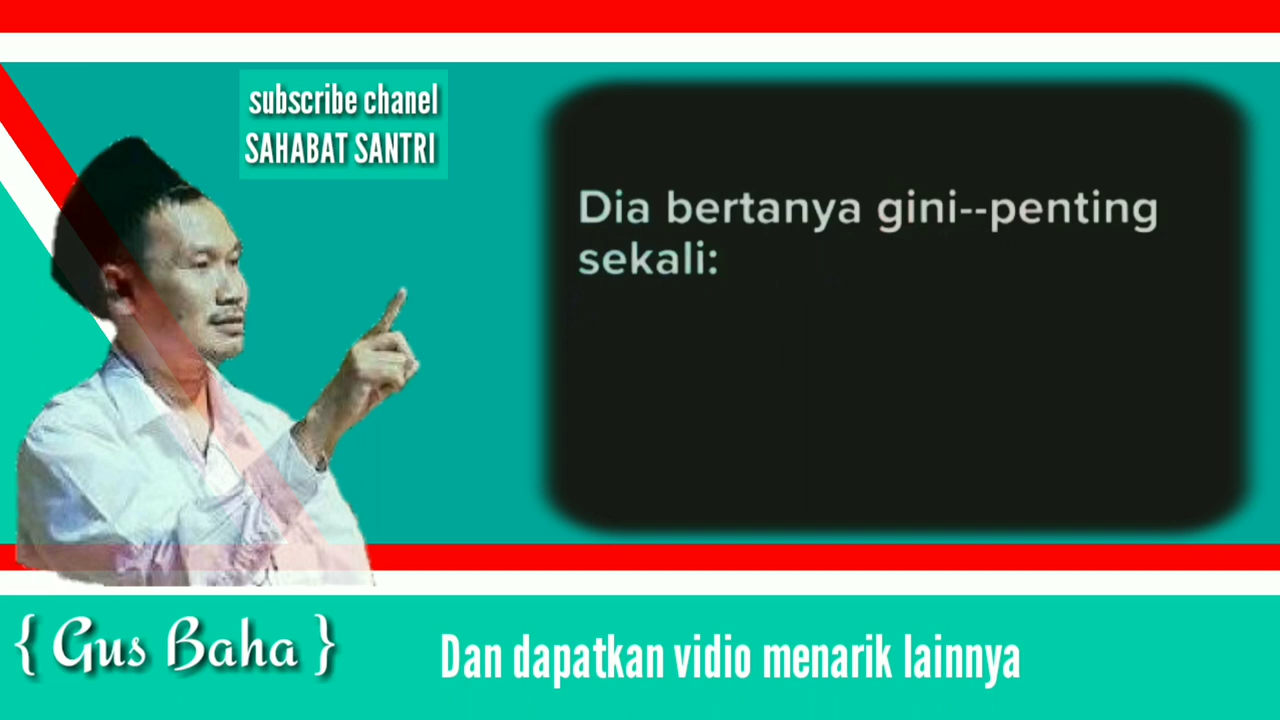 subscribe chanel
SAHABAT SANTRI
Dia bertanya gini--penting
sekali:
{ Gus Baha }
Dan dapatkan vidio menarik lainnya